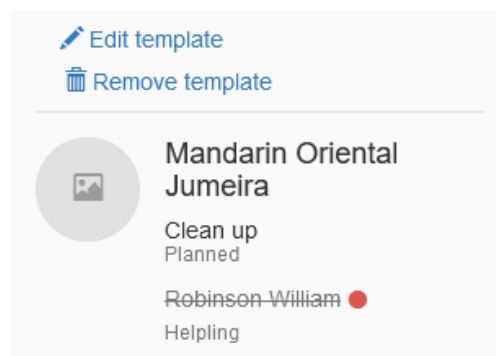 Edit template
Remove template
Mandarin Oriental
Jumeira
Clean up
Planned
Robinson William
Helpling